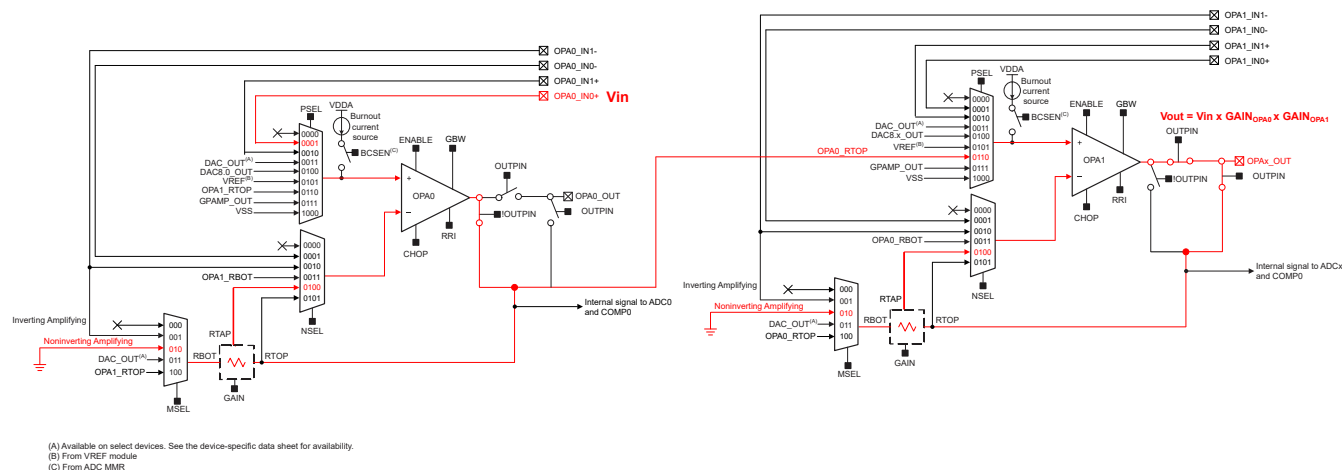 OPA0_IN1-
OPA0_IN0-
OPA0_IN1+
OPA0_IN0+ Vin
PSEL
VDDA
Burnout
current
source
BCSEN(C)
ENABLE
GBW
0000
0001
0010
DAC_OUT(A) 0011
DAC8.0_OUT 0100
VREF(B) 0101
OPA1_RTOP 0110
GPAMP_OUT 0111
VSS 1000
+
OPA0
−
CHOP
RRI
OUTPIN
!OUTPIN
OPA0_OUT
OUTPIN
0000
0001
0010
OPA1_RBOT 0011
0100
0101
NSEL
Inverting Amplifying
Noninverting Amplifying
000
001
010
DAC_OUT(A) 011
OPA1_RTOP 100
MSEL
RBOT
RTAP
RTOP
GAIN
Internal signal to ADC0
and COMP0
OPA1_IN1-
OPA1_IN0-
OPA1_IN1+
OPA1_IN0+
PSEL
VDDA
Burnout
current
source
BCSEN(C)
ENABLE
GBW
Vout = Vin x GAINOPA0 x GAINOPA1
0000
0001
0010
DAC_OUT(A) 0011
DAC8.x_OUT 0100
VREF(B) 0101
OPA0_RTOP 0110
GPAMP_OUT 0111
VSS 1000
+
OPA1
−
CHOP
RRI
OUTPIN
!OUTPIN
OPAx_OUT
OUTPIN
0000
0001
0010
OPA0_RBOT 0011
0100
0101
NSEL
Inverting Amplifying
Noninverting Amplifying
000
001
010
DAC_OUT(A) 011
OPA0_RTOP 100
MSEL
RBOT
RTAP
RTOP
GAIN
Internal signal to ADCx
and COMP0
(A) Available on select devices. See the device-specific data sheet for availability.
(B) From VREF module
(C) From ADC MMR